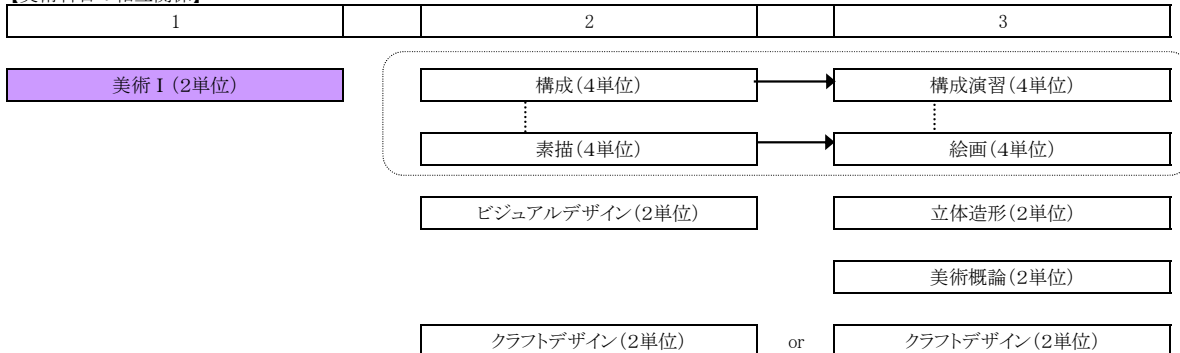 1 2 3
美術Ⅰ(2単位) 構成(4単位) 構成演習(4単位)
素描(4単位) 絵画(4単位)
ビジュアルデザイン(2単位) 立体造形(2単位)
美術概論(2単位)
クラフトデザイン(2単位) or クラフトデザイン(2単位)